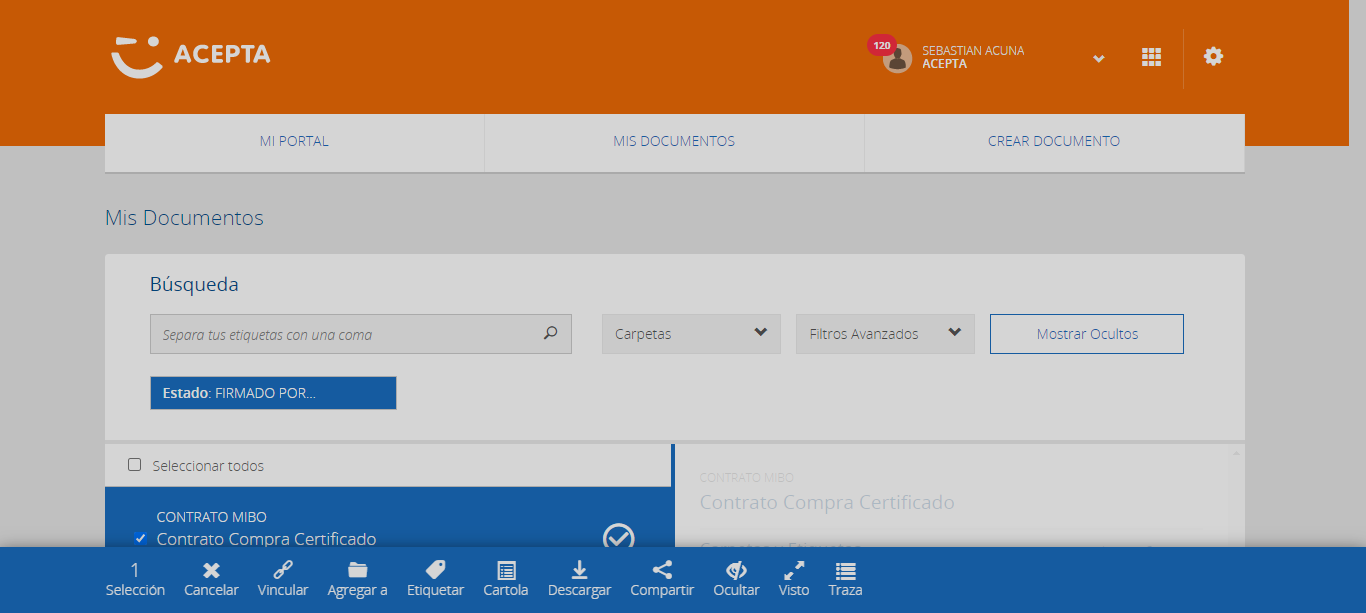 ACEPTA
120
SEBASTIAN ACUNA
ACEPTA
MI PORTAL
MIS DOCUMENTOS
CREAR DOCUMENTO
Mis Documentos
Búsqueda
Separa tus etiquetas con una coma
Carpetas
Filtros Avanzados
Mostrar Ocultos
Estado: FIRMADO POR...
Seleccionar todos
CONTRATO MIBO
Contrato Compra Certificado
CONTRATO MIBO
Contrato Compra Certificado
1
Selección
Cancelar
Vincular
Agregar a
Etiquetar
Cartola
Descargar
Compartir
Ocultar
Visto
Traza